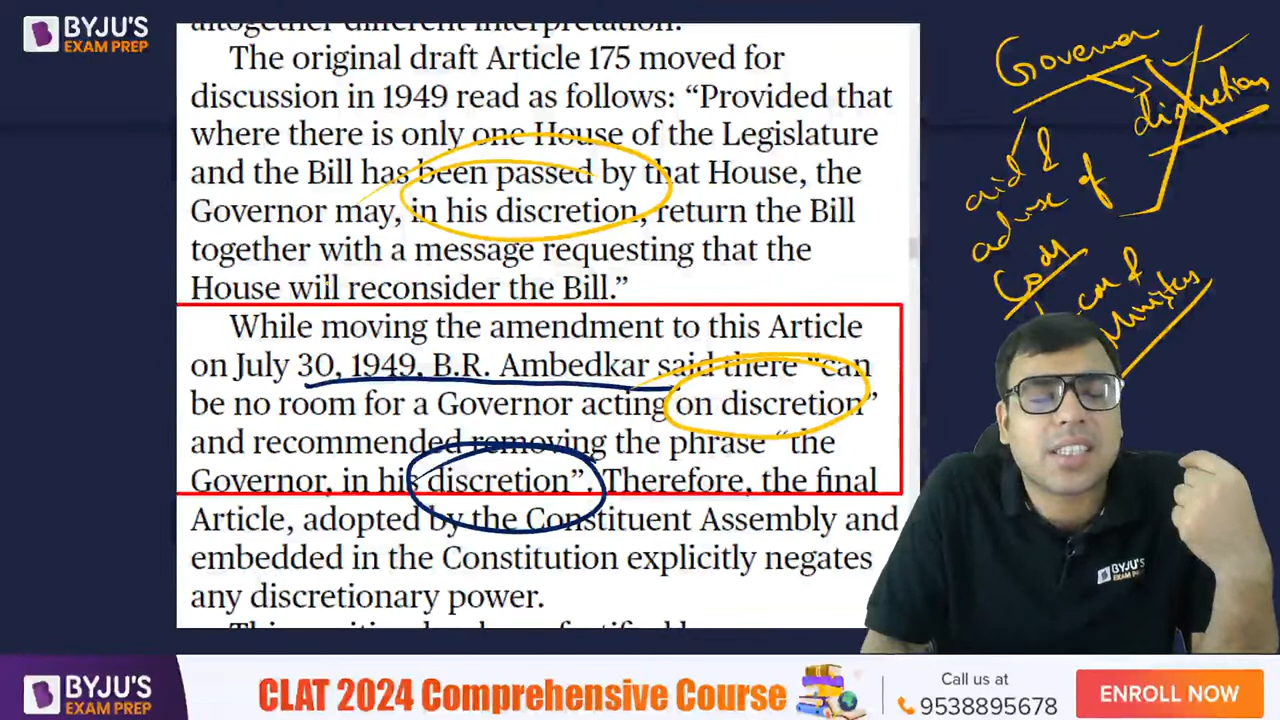 BYJU'S
EXAM PREP
The original draft Article 175 moved for
discussion in 1949 read as follows: “Provided that
where there is only one House of the Legislature
and the Bill has been passed by that House, the
Governor may, in his discretion, return the Bill
together with a message requesting that the
House will reconsider the Bill.”
While moving the amendment to this Article
on July 30, 1949, B.R. Ambedkar said there “can
be no room for a Governor acting on discretion”
and recommended removing the phrase “the
Governor, in his discretion”. Therefore, the final
Article, adopted by the Constituent Assembly and
embedded in the Constitution explicitly negates
any discretionary power.
Governor
discretion
aid &
advise of
Ministers
BYJU'S
EXAM PREP
BYJU'S
EXAM PREP
CLAT 2024 Comprehensive Course
Call us at
9538895678
ENROLL NOW